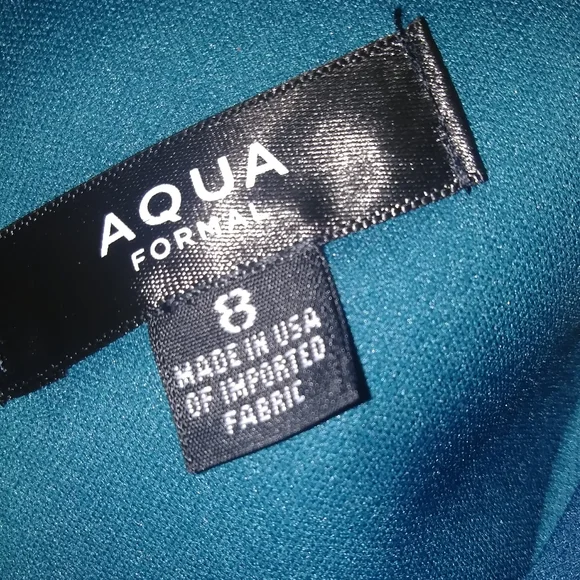 AQUA
FORMAL
8
MADE IN USA
OF IMPORTED
FABRIC